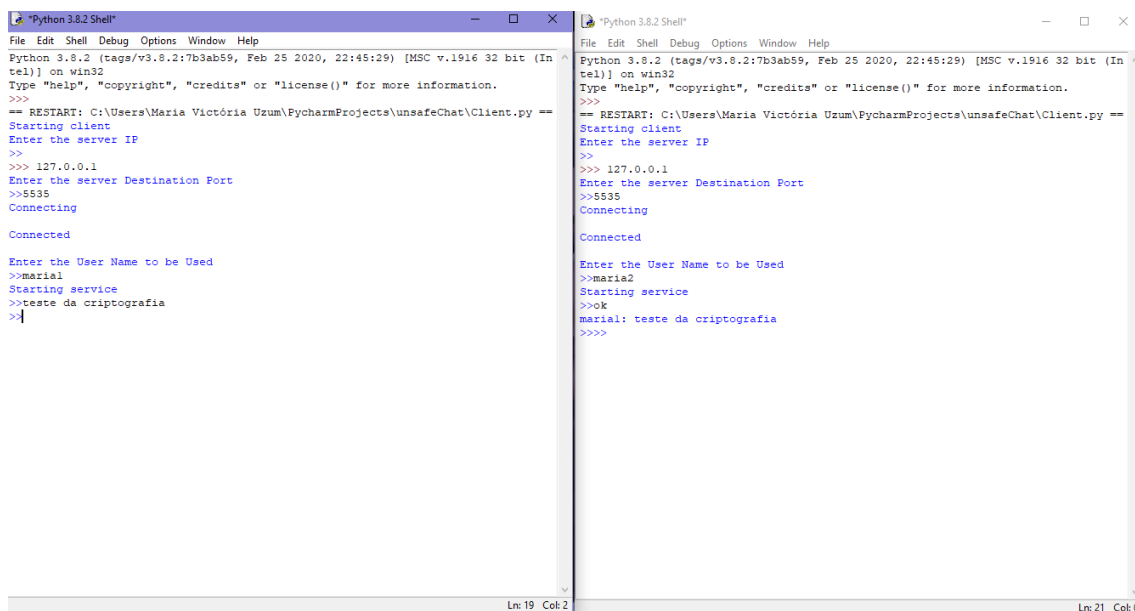 *Python 3.8.2 Shell*
File Edit Shell Debug Options Window Help
Python 3.8.2 (tags/v3.8.2:7b3ab59, Feb 25 2020, 22:45:29) [MSC v.1916 32 bit (In
tel)] on win32
Type "help", "copyright", "credits" or "license()" for more information.
>>>
== RESTART: C:\Users\Maria Victória Uzum\PycharmProjects\unsafeChat\Client.py ==
Starting client
Enter the server IP
>>
>>> 127.0.0.1
Enter the server Destination Port
>>5535
Connecting
Connected
Enter the User Name to be Used
>>maria1
Starting service
>>teste da criptografia
>>
Ln: 19 Col: 2
*Python 3.8.2 Shell*
File Edit Shell Debug Options Window Help
Python 3.8.2 (tags/v3.8.2:7b3ab59, Feb 25 2020, 22:45:29) [MSC v.1916 32 bit (In
tel)] on win32
Type "help", "copyright", "credits" or "license()" for more information.
>>>
== RESTART: C:\Users\Maria Victória Uzum\PycharmProjects\unsafeChat\Client.py ==
Starting client
Enter the server IP
>>
>>> 127.0.0.1
Enter the server Destination Port
>>5535
Connecting
Connected
Enter the User Name to be Used
>>maria2
Starting service
>>ok
maria1: teste da criptografia
>>>>
Ln: 21 Col: